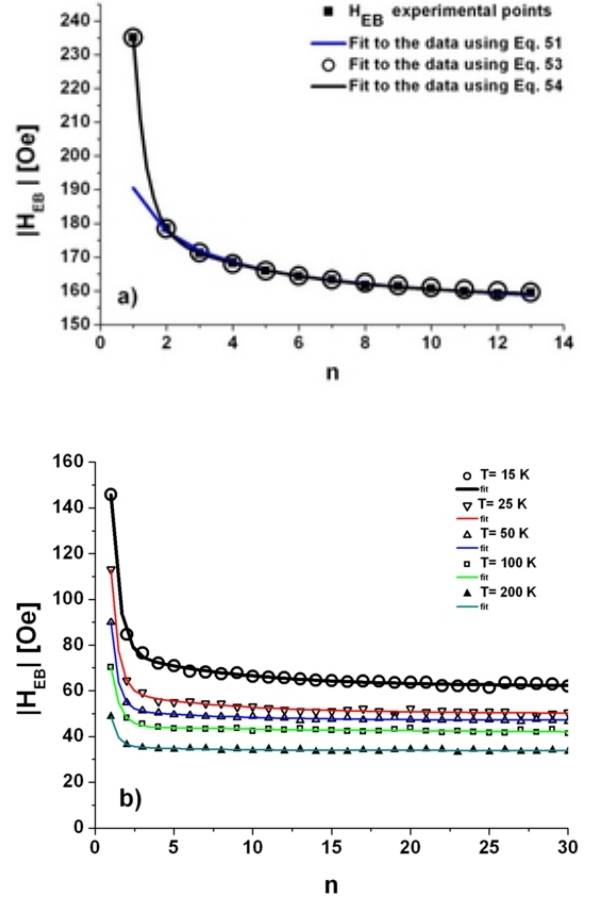 240
230
220
210
200
190
180
170
160
150
|H_EB| [Oe]
H_EB experimental points
Fit to the data using Eq. 51
Fit to the data using Eq. 53
Fit to the data using Eq. 54
a)
0 2 4 6 8 10 12 14
n
160
140
120
100
80
60
40
20
0
|H_EB| [Oe]
T= 15 K
fit
T= 25 K
fit
T= 50 K
fit
T= 100 K
fit
T= 200 K
fit
b)
0 5 10 15 20 25 30
n